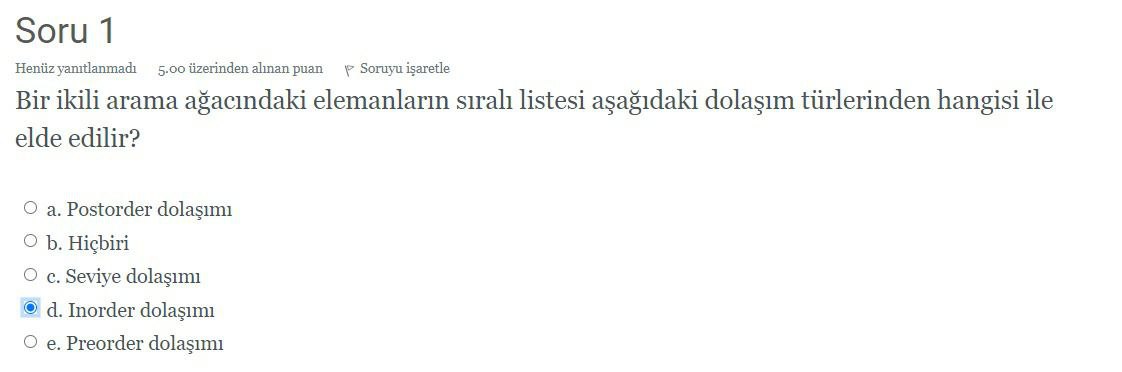 Soru 1
Henüz yanıtlanmadı 5.00 üzerinden alınan puan Soruyu işaretle
Bir ikili arama ağacındaki elemanların sıralı listesi aşağıdaki dolaşım türlerinden hangisi ile
elde edilir?
a. Postorder dolaşımı
b. Hiçbiri
c. Seviye dolaşımı
d. Inorder dolaşımı
e. Preorder dolaşımı